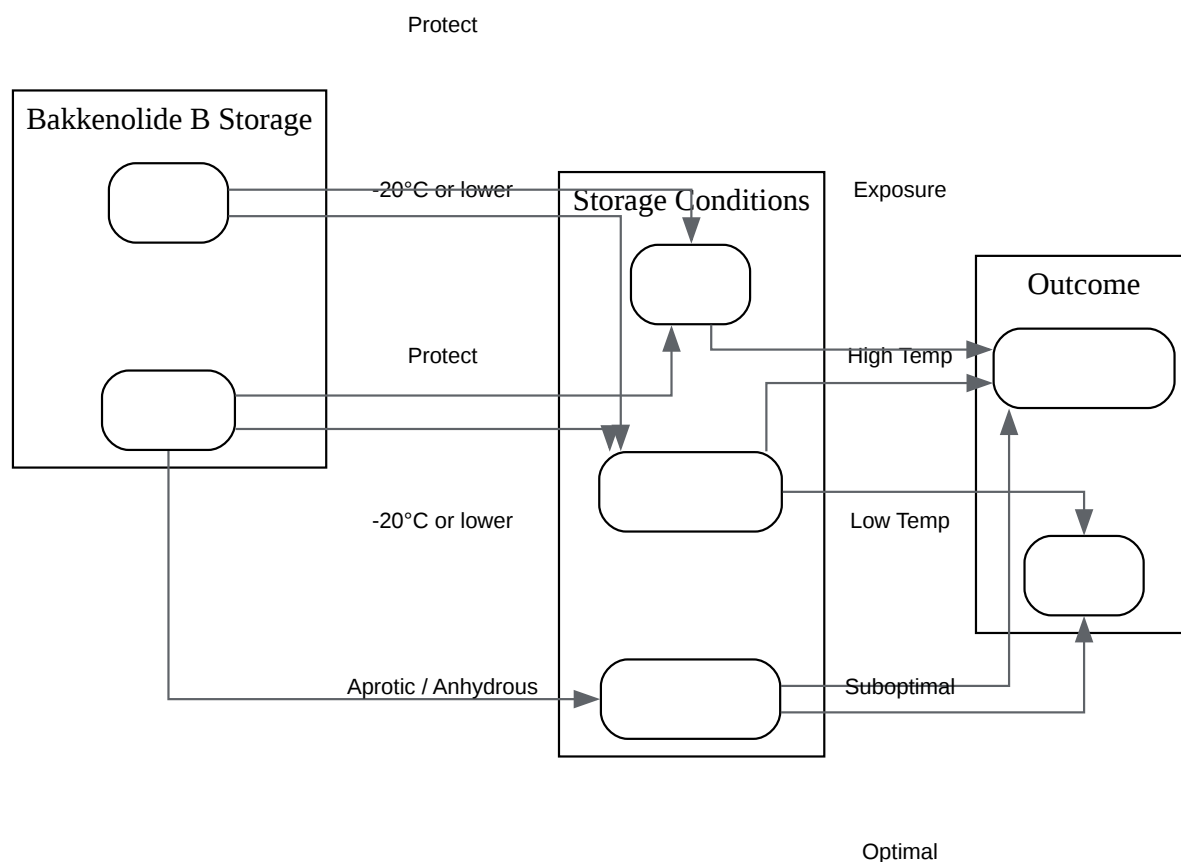 Protect
Bakkenolide B Storage
-20°C or lower
Storage Conditions
Exposure
Outcome
Protect
High Temp
-20°C or lower
Low Temp
Aprotic / Anhydrous
Suboptimal
Optimal